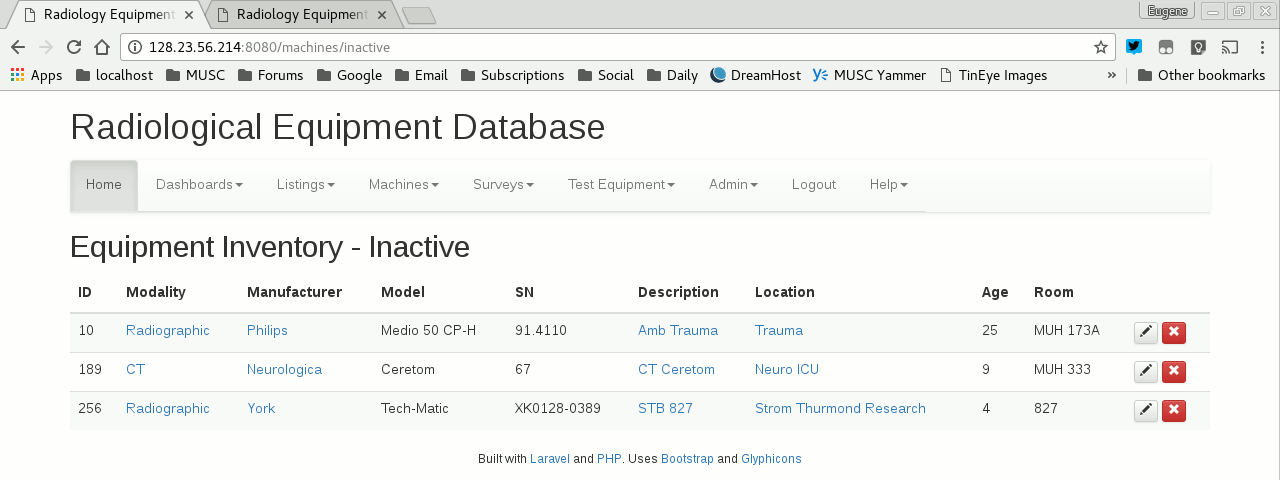 Radiology Equipment Radiology Equipment Eugene
128.23.56.214:8080/machines/inactive
Apps localhost MUSC Forums Google Email Subscriptions Social Daily DreamHost MUSC Yammer TinEye Images » Other bookmarks
Radiological Equipment Database
Home Dashboards Listings Machines Surveys Test Equipment Admin Logout Help
Equipment Inventory - Inactive
ID Modality Manufacturer Model SN Description Location Age Room
10 Radiographic Philips Medio 50 CP-H 91.4110 Amb Trauma Trauma 25 MUH 173A
189 CT Neurologica Ceretom 67 CT Ceretom Neuro ICU 9 MUH 333
256 Radiographic York Tech-Matic XK0128-0389 STB 827 Strom Thurmond Research 4 827
Built with Laravel and PHP. Uses Bootstrap and Glyphicons